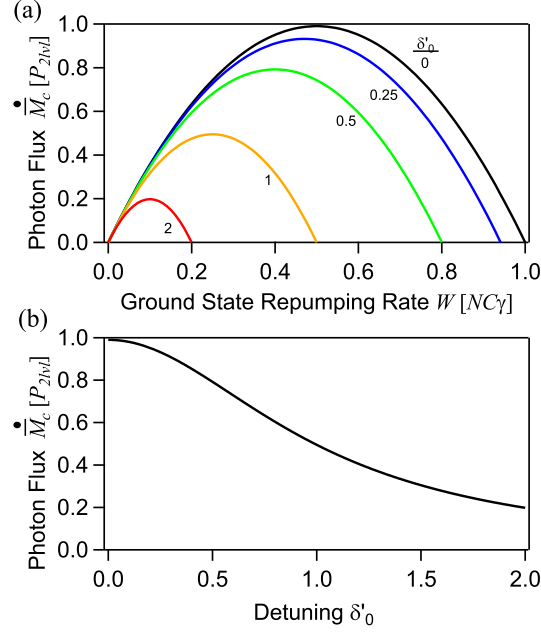 (a)
Photon Flux Ṁ̅c [P2lvl]
1.0
0.8
0.6
0.4
0.2
0.0
δ'0
0
0.25
0.5
1
2
0.0 0.2 0.4 0.6 0.8 1.0
Ground State Repumping Rate W [NCγ]
(b)
Photon Flux Ṁ̅c [P2lvl]
1.0
0.8
0.6
0.4
0.2
0.0
0.0 0.5 1.0 1.5 2.0
Detuning δ'0